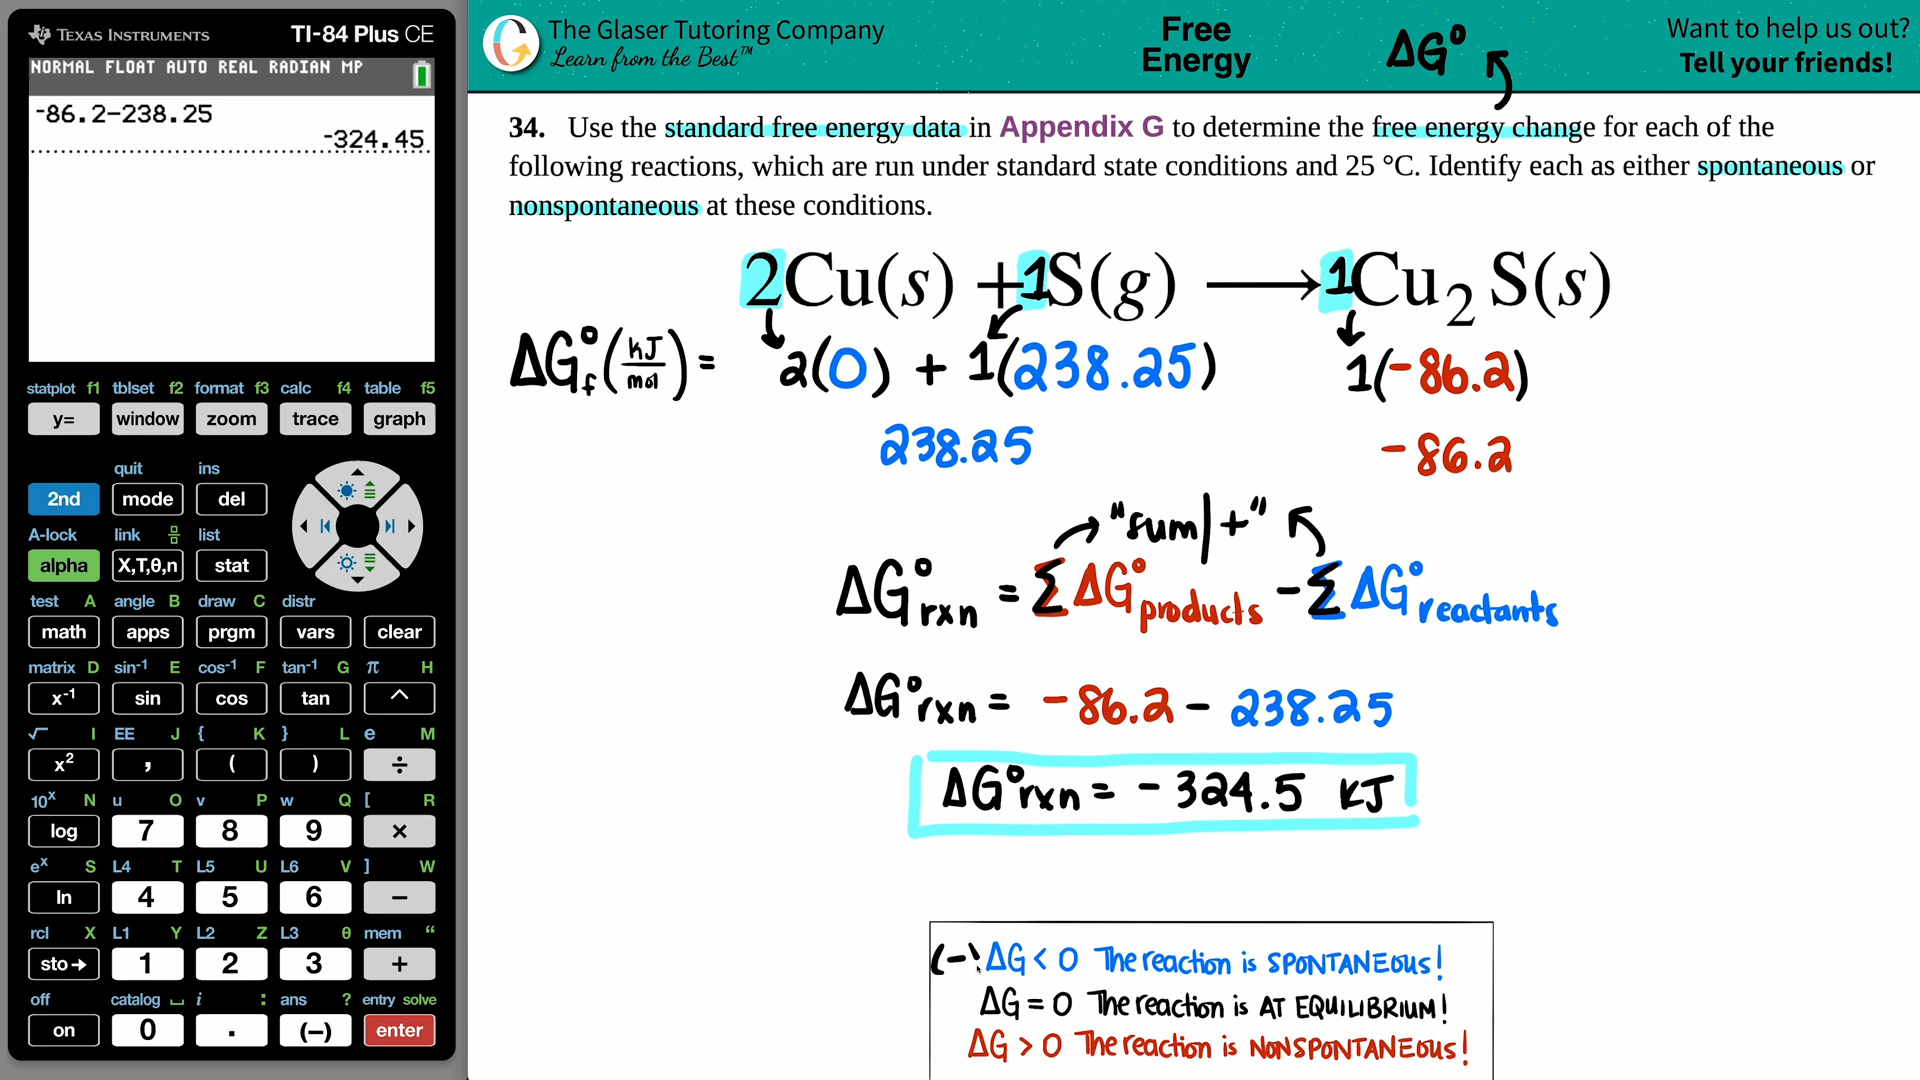 TEXAS INSTRUMENTS TI-84 Plus CE
NORMAL FLOAT AUTO REAL RADIAN MP
-86.2-238.25
-324.45
statplot f1 tblset f2 format f3 calc f4 table f5
y= window zoom trace graph
quit ins
2nd mode del
A-lock link list
alpha X,T,θ,n stat
test A angle B draw C distr
math apps prgm vars clear
matrix D sin⁻¹ E cos⁻¹ F tan⁻¹ G π H
x⁻¹ sin cos tan ^
√ I EE J { K } L e M
x² , ( ) ÷
10ˣ N u O v P w Q [ R
log 7 8 9 ×
eˣ S L4 T L5 U L6 V ] W
ln 4 5 6 −
rcl X L1 Y L2 Z L3 θ mem "
sto→ 1 2 3 +
off catalog ⎵ i : ans ? entry solve
on 0 . (−) enter
The Glaser Tutoring Company
Learn from the Best™
Free
Energy
ΔG°
Want to help us out?
Tell your friends!
34. Use the standard free energy data in Appendix G to determine the free energy change for each of the
following reactions, which are run under standard state conditions and 25 °C. Identify each as either spontaneous or
nonspontaneous at these conditions.
2Cu(s) + 1S(g) ⟶ 1Cu₂S(s)
ΔG°f (kJ/mol) = 2(0) + 1(238.25) 1(-86.2)
238.25 -86.2
"sum|+"
ΔG°rxn = Σ ΔG°products - Σ ΔG°reactants
ΔG°rxn = -86.2 - 238.25
ΔG°rxn = -324.5 kJ
(-) ΔG < 0 The reaction is SPONTANEOUS!
ΔG = 0 The reaction is AT EQUILIBRIUM!
ΔG > 0 The reaction is NONSPONTANEOUS!